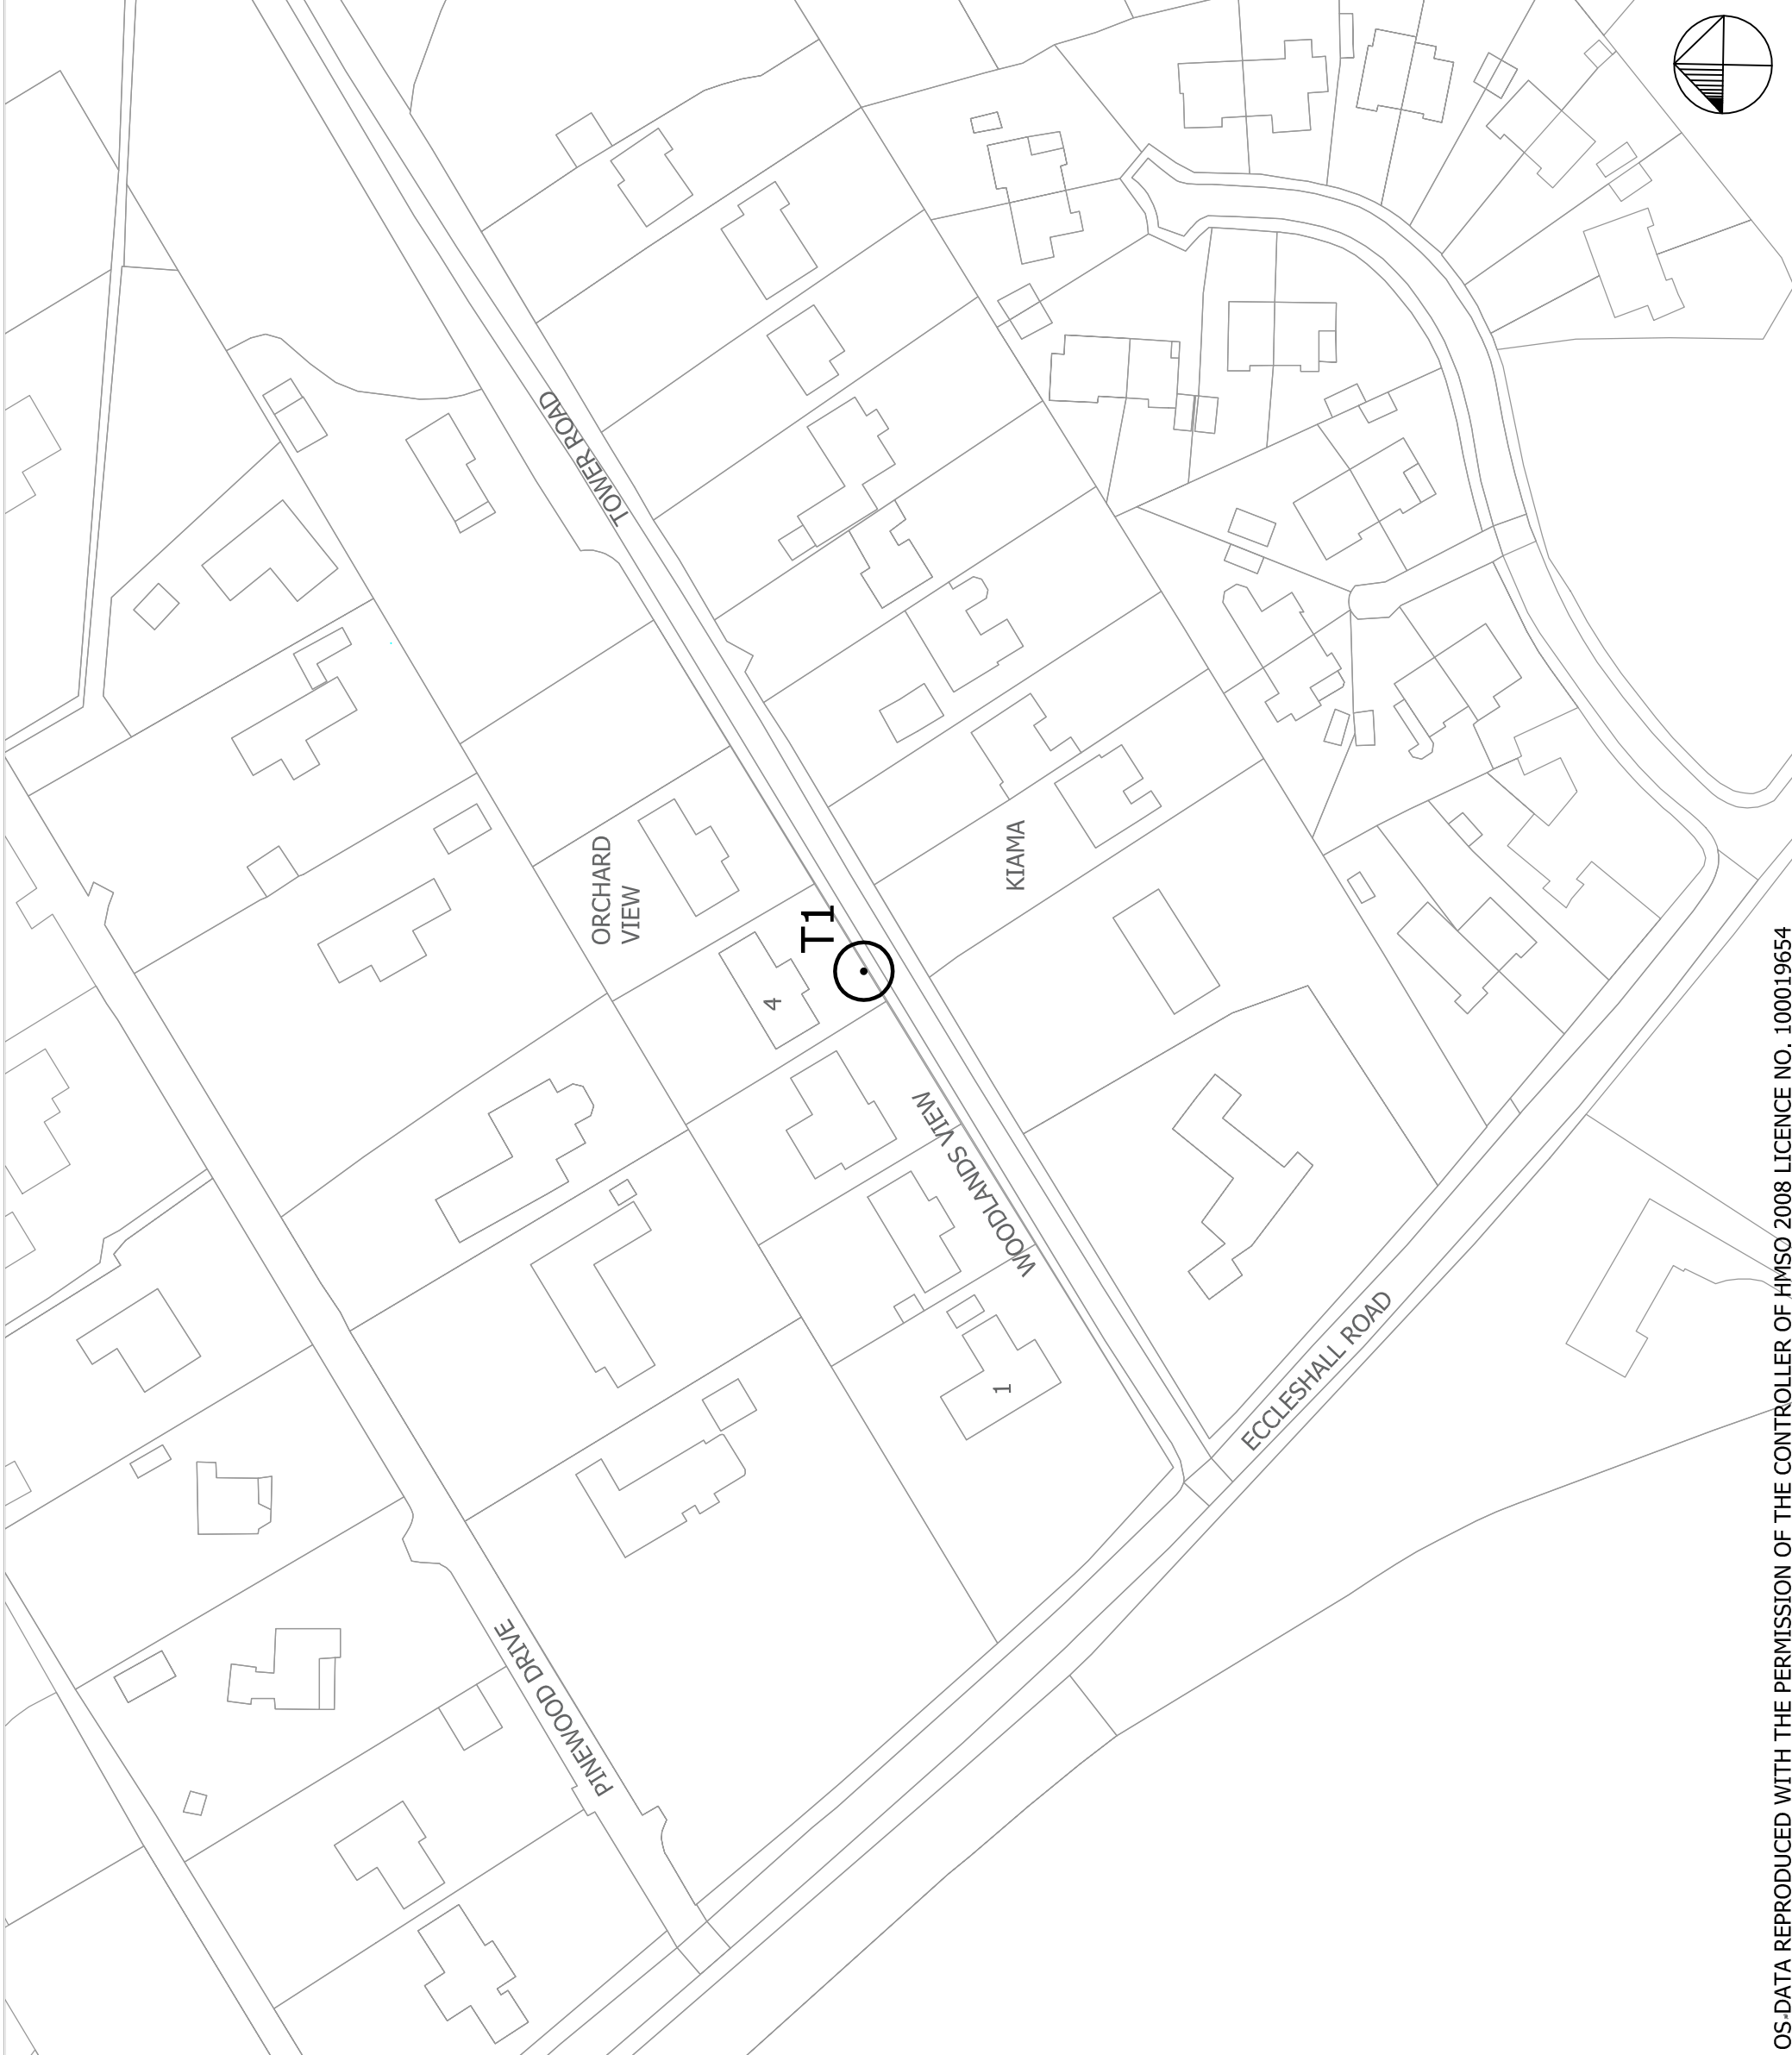 TOWER ROAD
ORCHARD
VIEW
KIAMA
T1
4
WOODLANDS VIEW
1
ECCLESHALL ROAD
PINEWOOD DRIVE
OS-DATA REPRODUCED WITH THE PERMISSION OF THE CONTROLLER OF HMSO 2008 LICENCE NO. 100019654